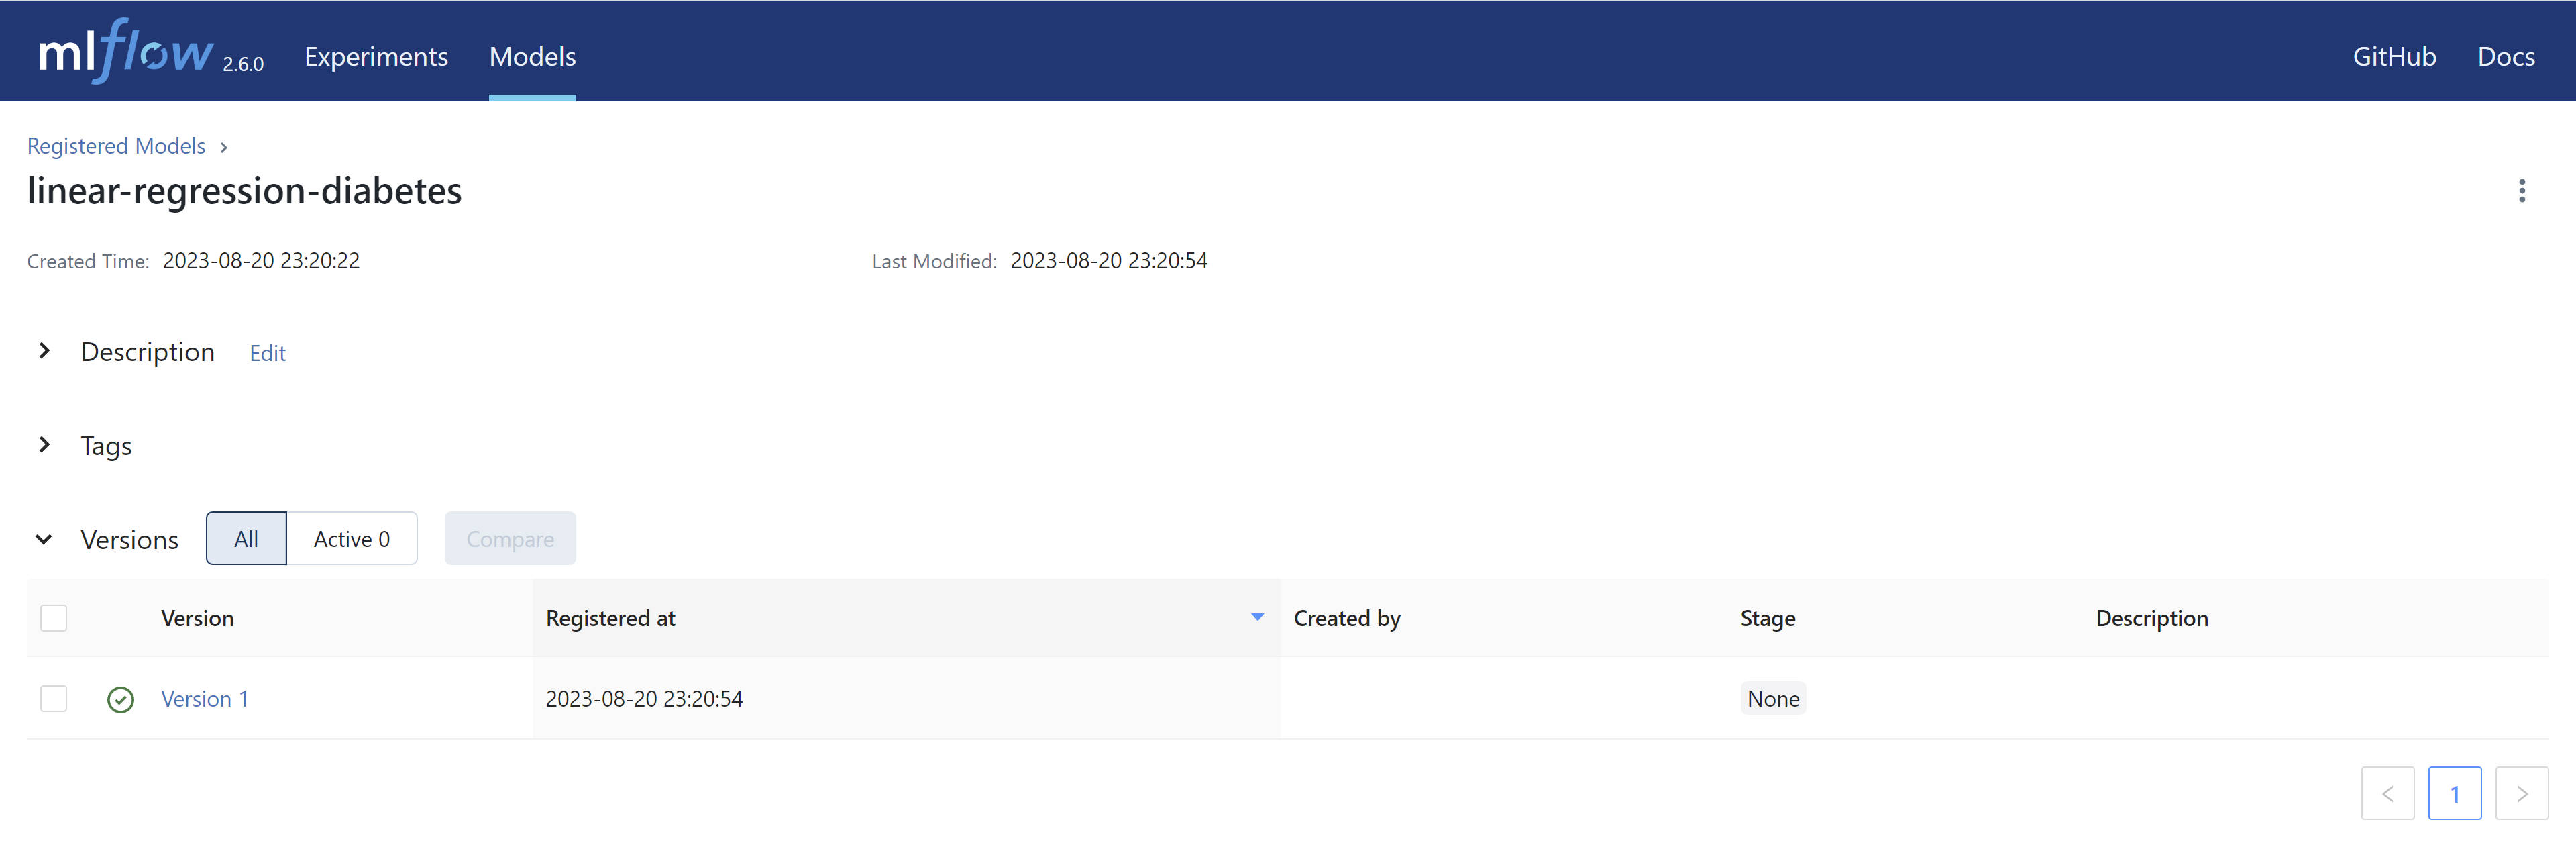 mlflow 2.6.0 Experiments Models GitHub Docs
Registered Models
linear-regression-diabetes
Created Time: 2023-08-20 23:20:22 Last Modified: 2023-08-20 23:20:54
Description Edit
Tags
Versions All Active 0 Compare
Version Registered at Created by Stage Description
Version 1 2023-08-20 23:20:54 None
1